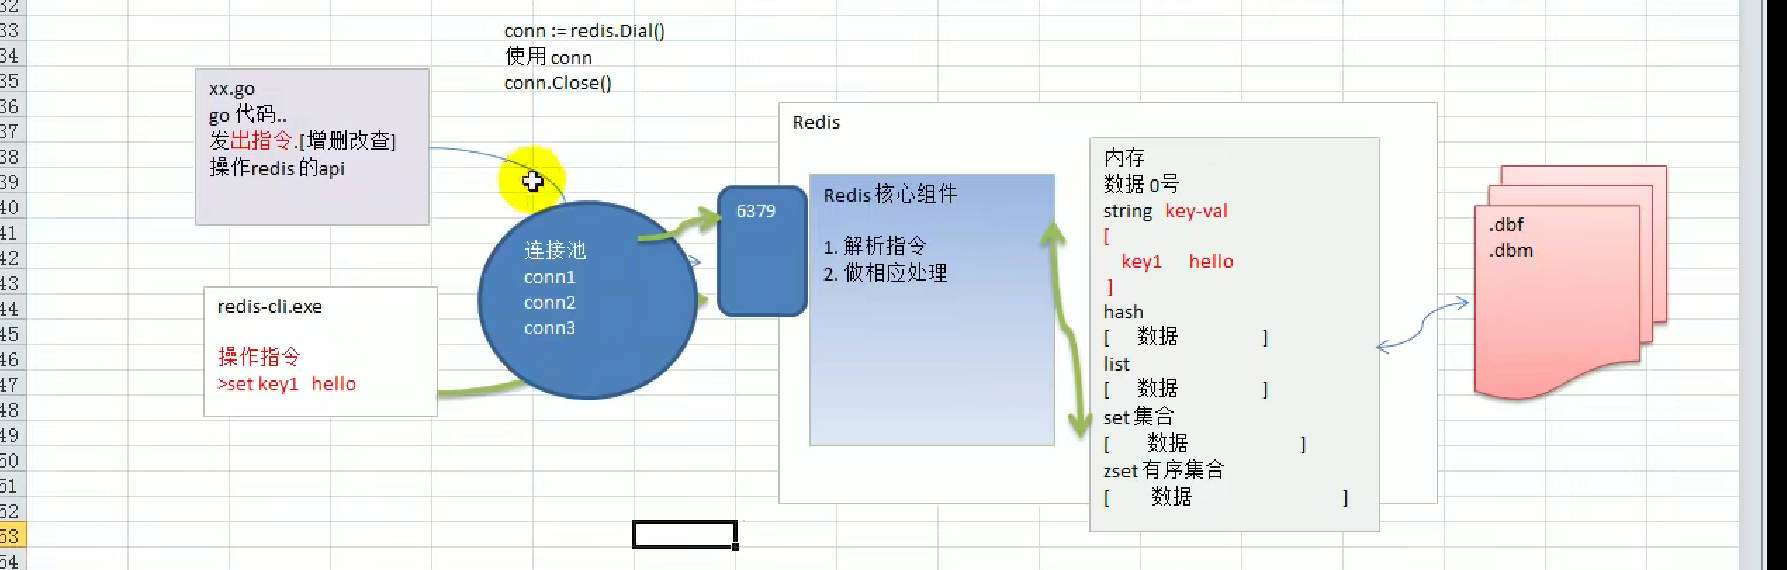 32
33
34
35
36
37
38
39
40
41
42
43
44
45
46
47
48
49
50
51
52
53
54
conn := redis.Dial()
使用 conn
conn.Close()
xx.go
go 代码..
发出指令.[增删改查]
操作redis 的api
redis-cli.exe
操作指令
>set key1 hello
连接池
conn1
conn2
conn3
6379
Redis
Redis 核心组件
1. 解析指令
2. 做相应处理
内存
数据 0号
string key-val
[
key1 hello
]
hash
[ 数据 ]
list
[ 数据 ]
set 集合
[ 数据 ]
zset 有序集合
[ 数据 ]
.dbf
.dbm